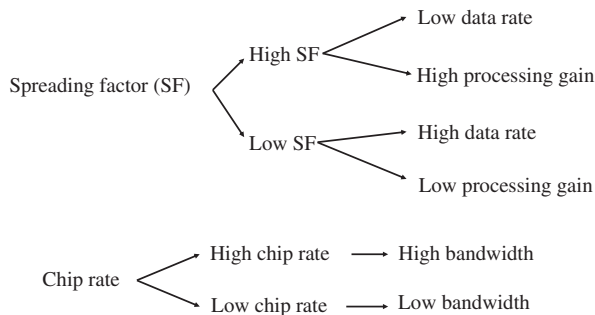 Low data rate
High SF
High processing gain
Spreading factor (SF)
High data rate
Low SF
Low processing gain
High chip rate
High bandwidth
Chip rate
Low chip rate
Low bandwidth